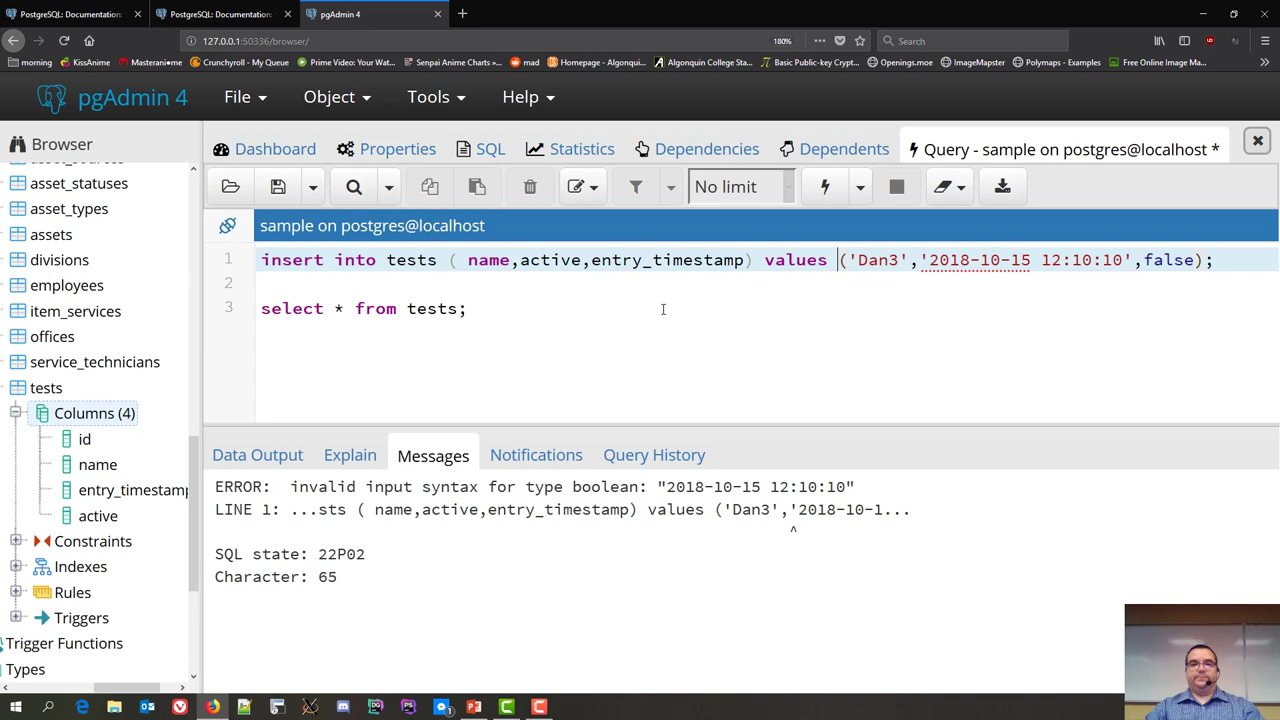 PostgreSQL: Documentation:
PostgreSQL: Documentation:
pgAdmin 4
127.0.0.1:50336/browser/
180%
Search
morning
KissAnime
Masterani♥me
Crunchyroll - My Queue
Prime Video: Your Wat...
Senpai Anime Charts ♥...
mad
Homepage - Algonqui...
Algonquin College Sta...
Basic Public-key Crypt...
Openings.moe
ImageMapster
Polymaps - Examples
Free Online Image Ma...
pgAdmin 4
File
Object
Tools
Help
Browser
Dashboard
Properties
SQL
Statistics
Dependencies
Dependents
Query - sample on postgres@localhost *
No limit
sample on postgres@localhost
1 insert into tests ( name,active,entry_timestamp) values ('Dan3','2018-10-15 12:10:10',false);
2
3 select * from tests;
asset_statuses
asset_types
assets
divisions
employees
item_services
offices
service_technicians
tests
Columns (4)
id
name
entry_timestamp
active
Constraints
Indexes
Rules
Triggers
Trigger Functions
Types
Data Output
Explain
Messages
Notifications
Query History
ERROR: invalid input syntax for type boolean: "2018-10-15 12:10:10"
LINE 1: ...sts ( name,active,entry_timestamp) values ('Dan3','2018-10-1...
^
SQL state: 22P02
Character: 65